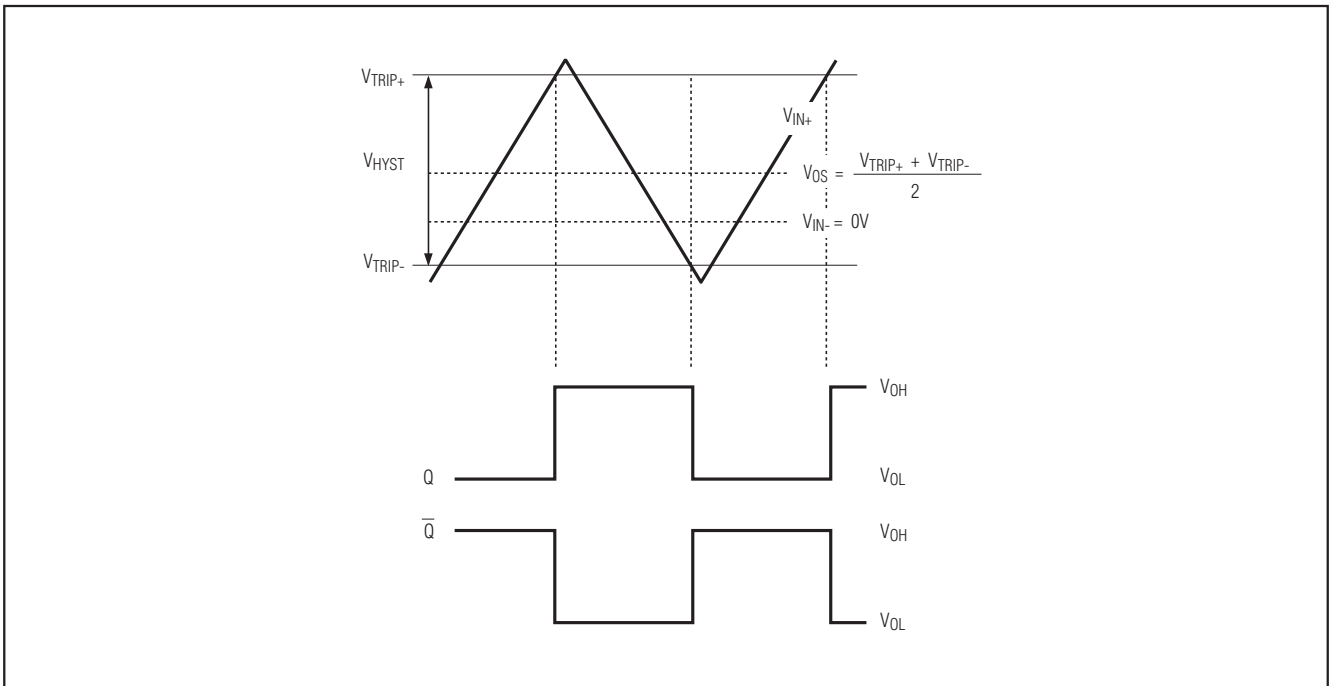 VTRIP+
VIN+
VHYST
VOS = VTRIP+ + VTRIP-
2
VIN- = 0V
VTRIP-
VOH
Q
VOL
Q̅
VOH
VOL